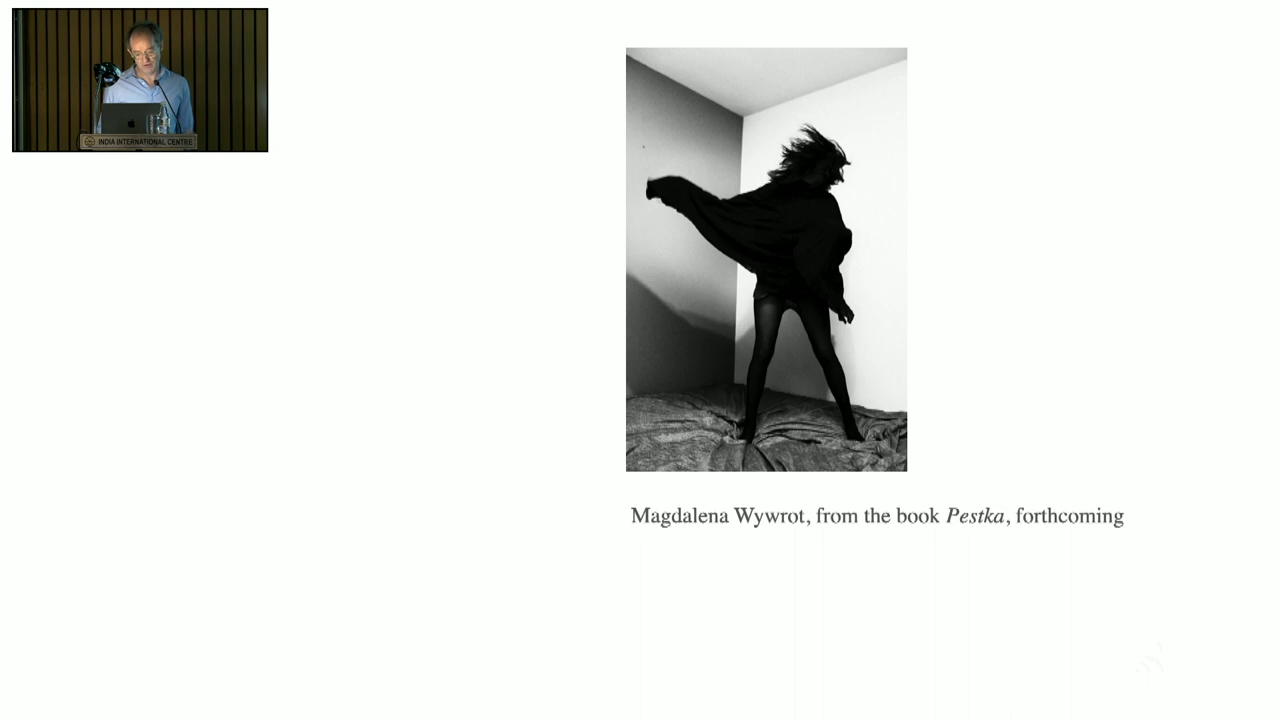 INDIA INTERNATIONAL CENTRE
Magdalena Wywrot, from the book Pestka, forthcoming